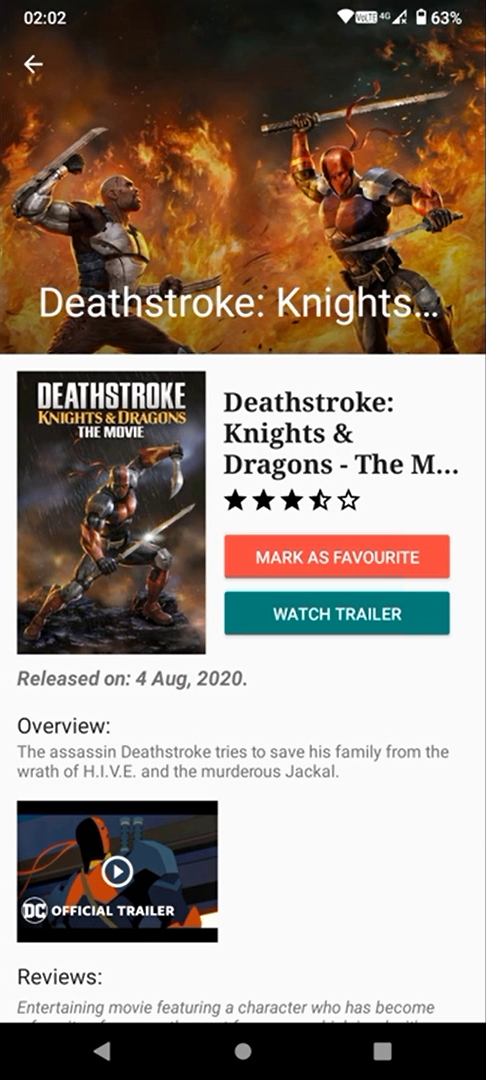 02:02
VoLTE 4G 63%
Deathstroke: Knights...
DEATHSTROKE
KNIGHTS & DRAGONS
THE MOVIE
Deathstroke:
Knights &
Dragons - The M...
MARK AS FAVOURITE
WATCH TRAILER
Released on: 4 Aug, 2020.
Overview:
The assassin Deathstroke tries to save his family from the
wrath of H.I.V.E. and the murderous Jackal.
DC OFFICIAL TRAILER
Reviews:
Entertaining movie featuring a character who has become